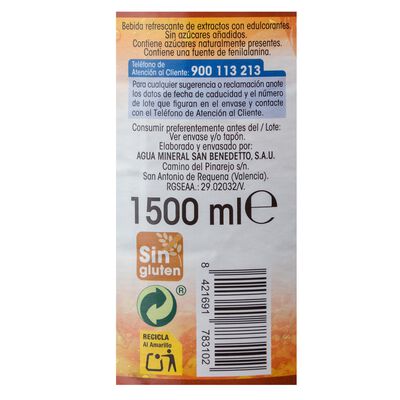 Bebida refrescante de extractos con edulcorantes.
Sin azúcares añadidos.
Contiene azúcares naturalmente presentes.
Contiene una fuente de fenilalanina.
Teléfono de
Atención al Cliente: 900 113 213
Para cualquier sugerencia o reclamación anote
los datos de fecha de caducidad y el número
de lote que figuran en el envase y contacte
con el Teléfono de Atención al Cliente.
Consumir preferentemente antes del / Lote:
Ver envase y/o tapón.
Elaborado y envasado por:
AGUA MINERAL SAN BENEDETTO, S.A.U.
Camino del Pinarejo s/n.
San Antonio de Requena (Valencia).
RGSEAA.: 29.02032/V.
1500 ml℮
Sin
gluten
®
RECICLA
Al Amarillo
8 421691 783102